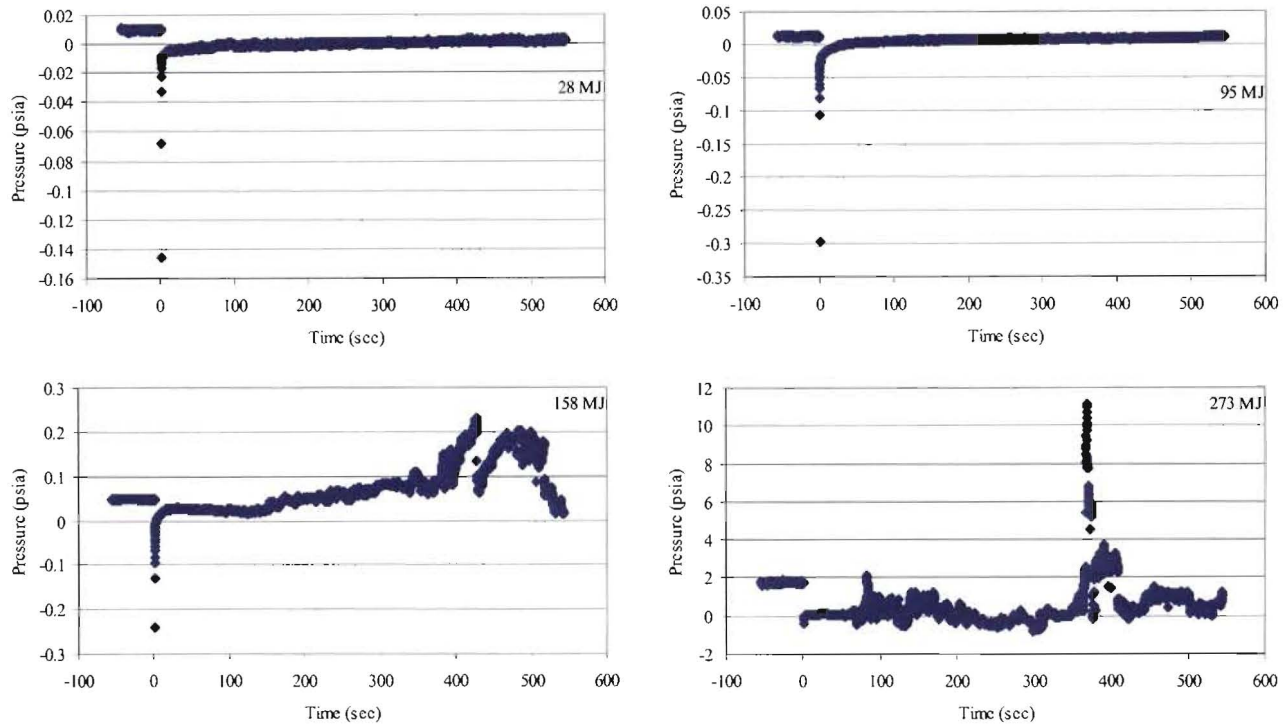 0.02
0
-0.02
-0.04
-0.06
-0.08
-0.1
-0.12
-0.14
-0.16
Pressure (psia)
28 MJ
-100 0 100 200 300 400 500 600
Time (sec)
0.05
0
-0.05
-0.1
-0.15
-0.2
-0.25
-0.3
-0.35
Pressure (psia)
95 MJ
-100 0 100 200 300 400 500 600
Time (sec)
0.3
0.2
0.1
0
-0.1
-0.2
-0.3
Pressure (psia)
158 MJ
-100 0 100 200 300 400 500 600
Time (sec)
12
10
8
6
4
2
0
-2
Pressure (psia)
273 MJ
-100 0 100 200 300 400 500 600
Time (sec)